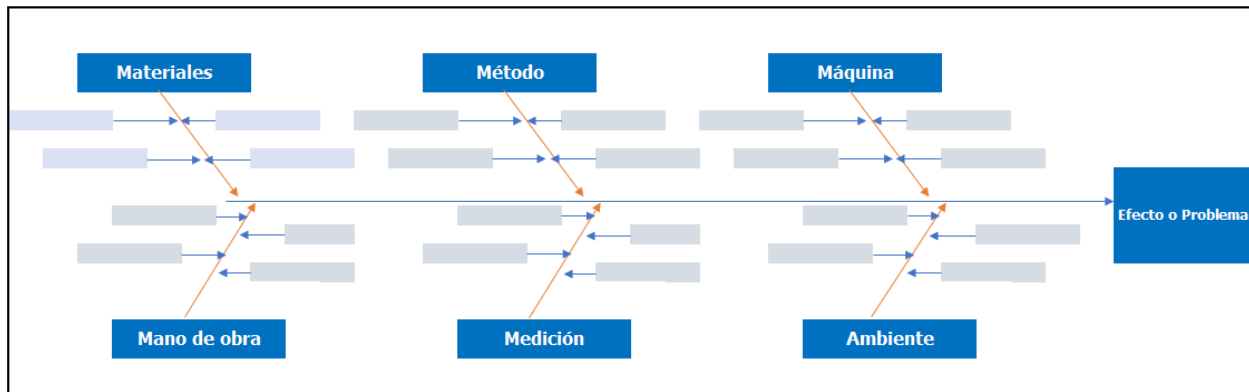 Materiales
Método
Máquina
Efecto o Problema
Mano de obra
Medición
Ambiente